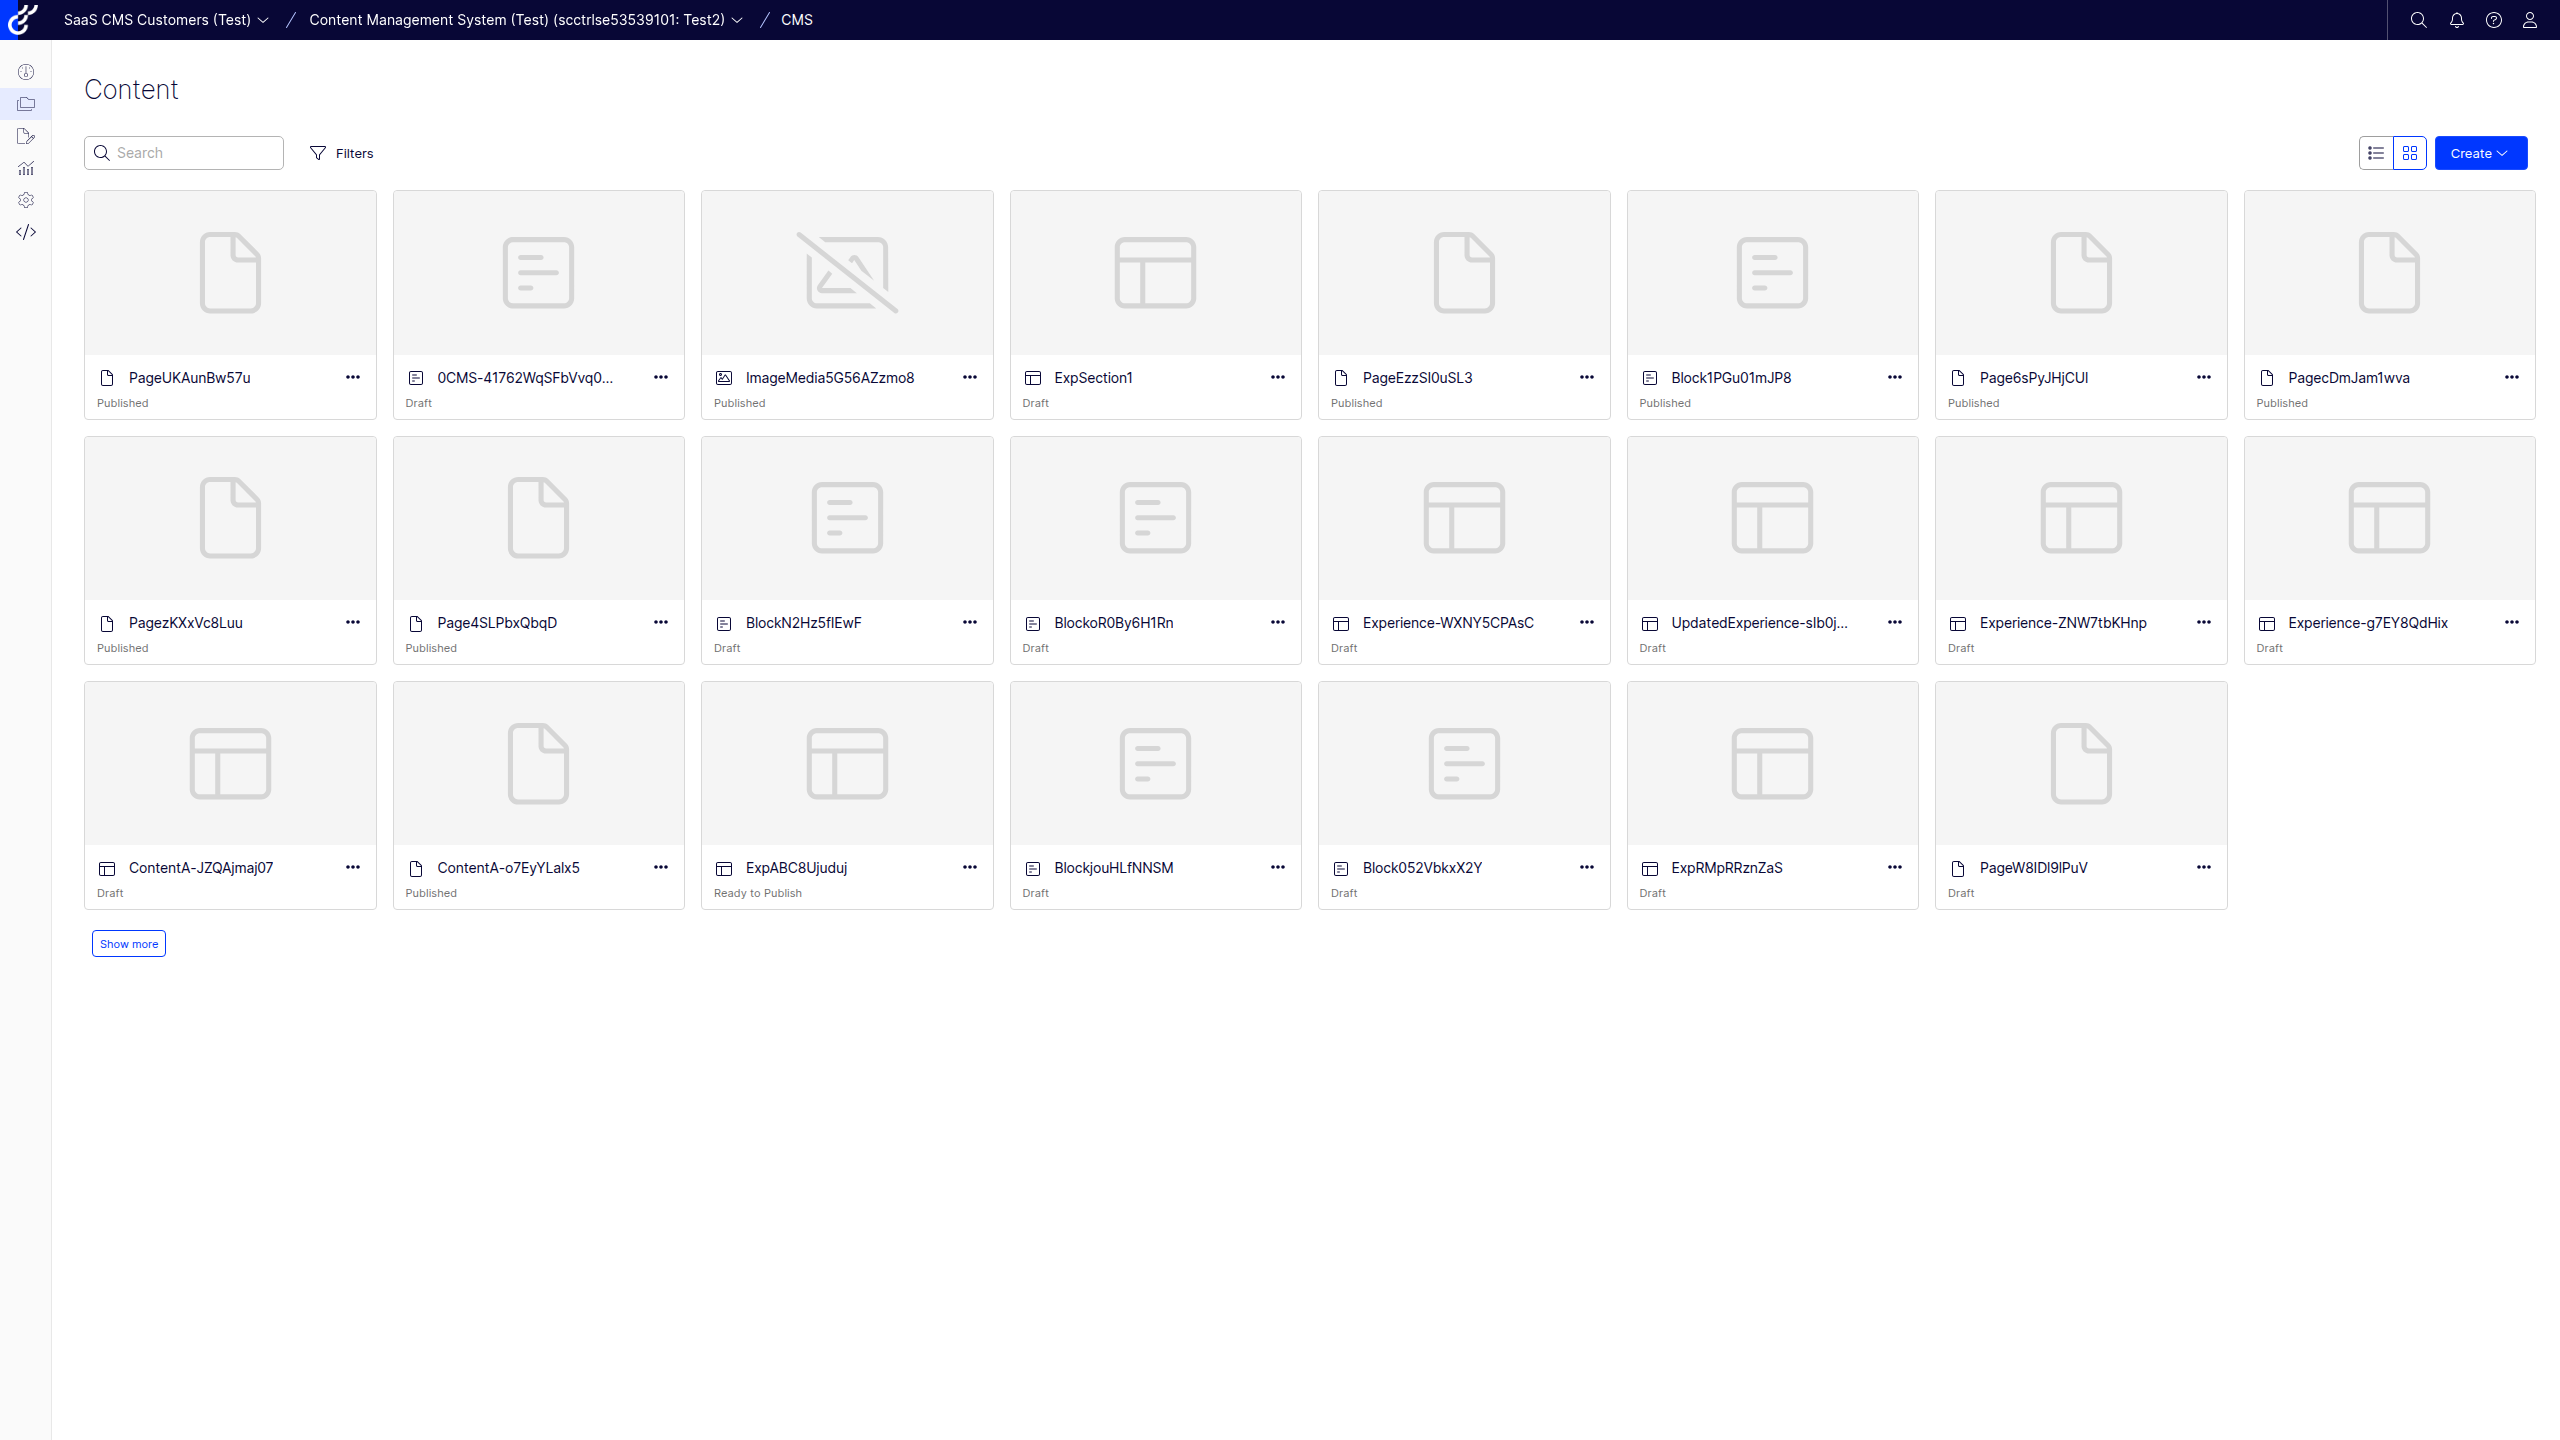 SaaS CMS Customers (Test) / Content Management System (Test) (scctrlse53539101: Test2) / CMS
Content
Search Filters Create
PageUKAunBw57u 0CMS-41762WqSFbVvq0... ImageMedia5G56AZzmo8 ExpSection1 PageEzzSI0uSL3 Block1PGu01mJP8 Page6sPyJHjCUI PagecDmJam1wva
Published Draft Published Draft Published Published Published Published
PagezKXxVc8Luu Page4SLPbxQbqD BlockN2Hz5flEwF BlockoR0By6H1Rn Experience-WXNY5CPAsC UpdatedExperience-slb0j... Experience-ZNW7tbKHnp Experience-g7EY8QdHix
Published Published Draft Draft Draft Draft Draft Draft
ContentA-JZQAjmaj07 ContentA-o7EyYLalx5 ExpABC8Ujuduj BlockjouHLfNNSM Block052VbkxX2Y ExpRMpRRznZaS PageW8IDI9lPuV
Draft Published Ready to Publish Draft Draft Draft Draft
Show more